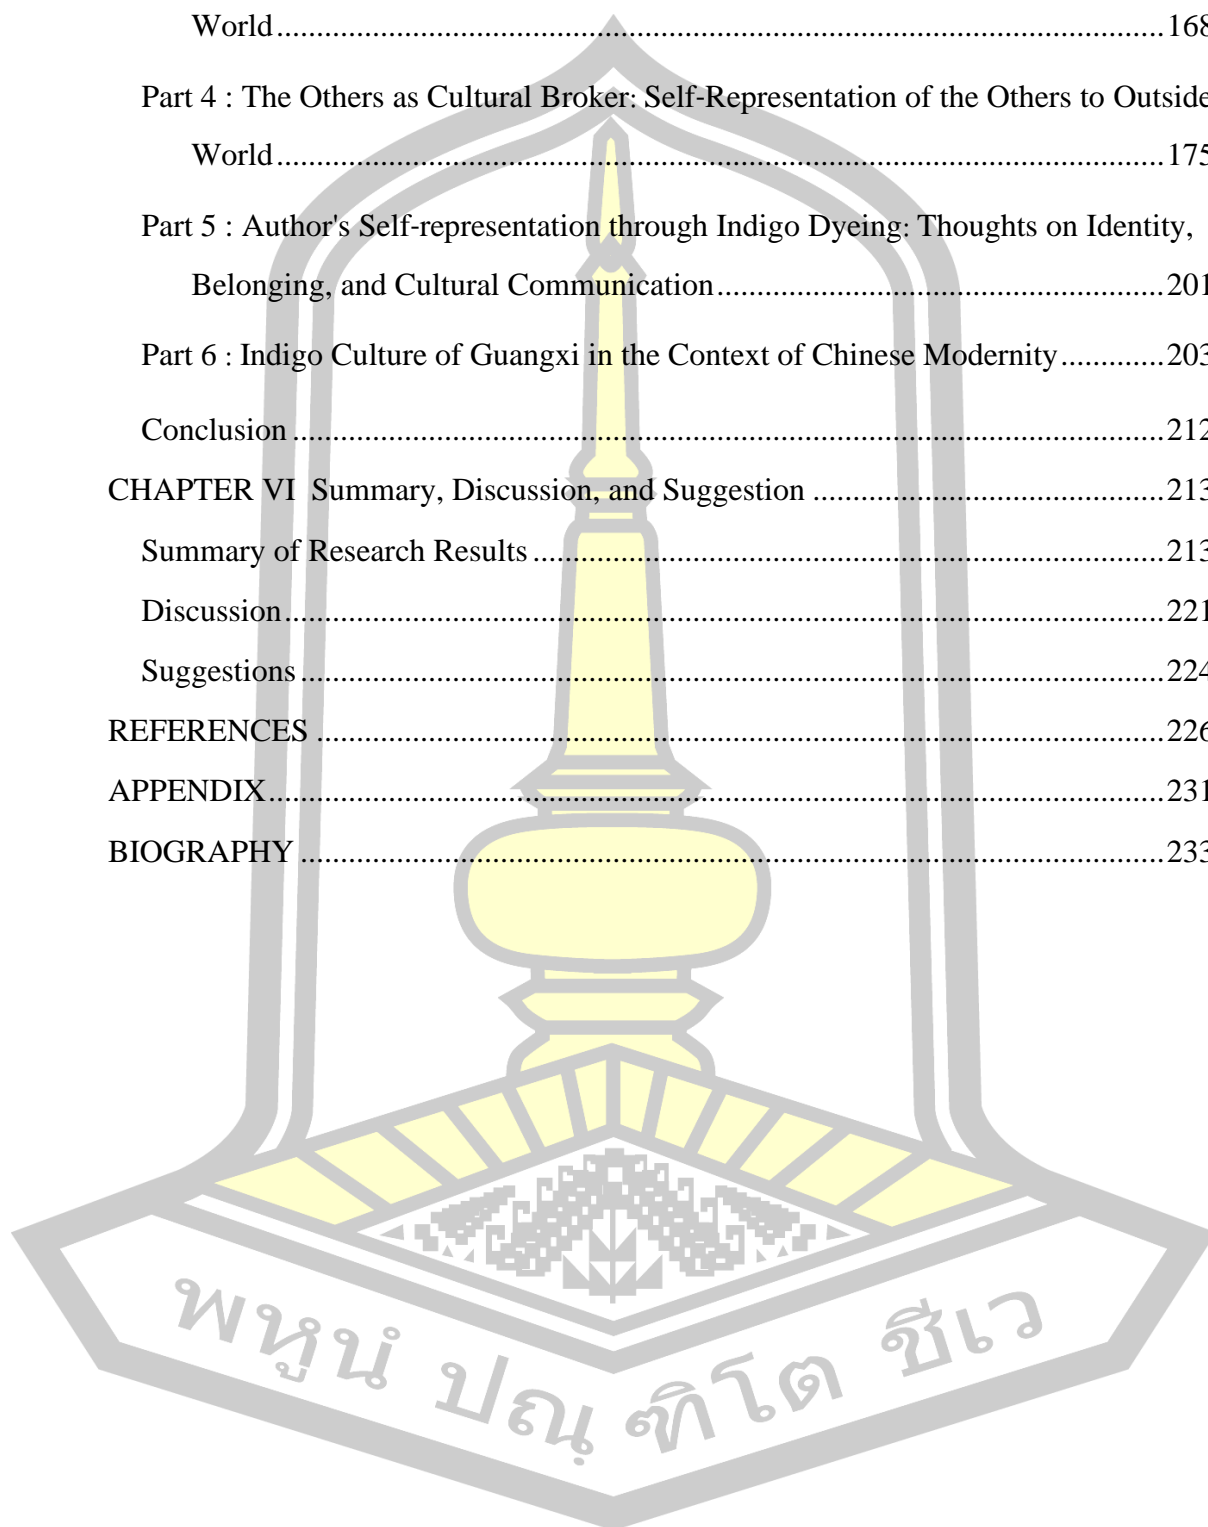 World....................................................................................................................168
Part 4 : The Others as Cultural Broker: Self-Representation of the Others to Outside
World....................................................................................................................175
Part 5 : Author's Self-representation through Indigo Dyeing: Thoughts on Identity,
Belonging, and Cultural Communication.........................................................201
Part 6 : Indigo Culture of Guangxi in the Context of Chinese Modernity.............203
Conclusion ..............................................................................................................212
CHAPTER VI Summary, Discussion, and Suggestion ..............................................213
Summary of Research Results ................................................................................213
Discussion...............................................................................................................221
Suggestions .............................................................................................................224
REFERENCES ..........................................................................................................226
APPENDIX.................................................................................................................231
BIOGRAPHY ............................................................................................................233
พหูนํ ปณฺฑิโต ชีเว